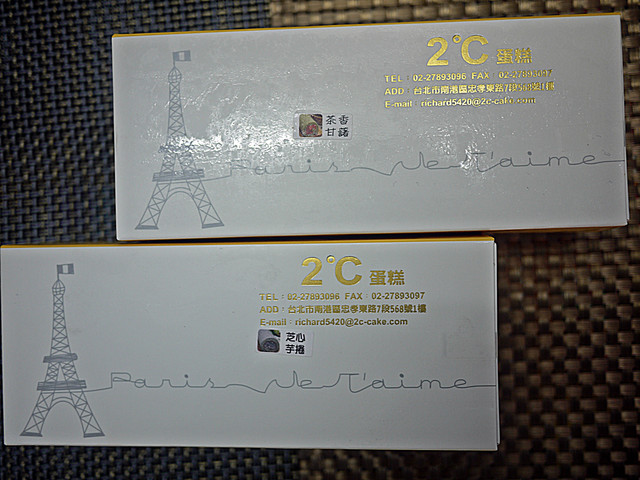 2℃ 蛋糕
TEL：02-27893096 FAX：02-27893097
ADD：台北市南港區忠孝東路7段568號1樓
E-mail：richard5420@2c-cake.com
茶香
甘藷
Paris Je T'aime
2℃ 蛋糕
TEL：02-27893096 FAX：02-27893097
ADD：台北市南港區忠孝東路7段568號1樓
E-mail：richard5420@2c-cake.com
芝心
芋捲
Paris Je T'aime